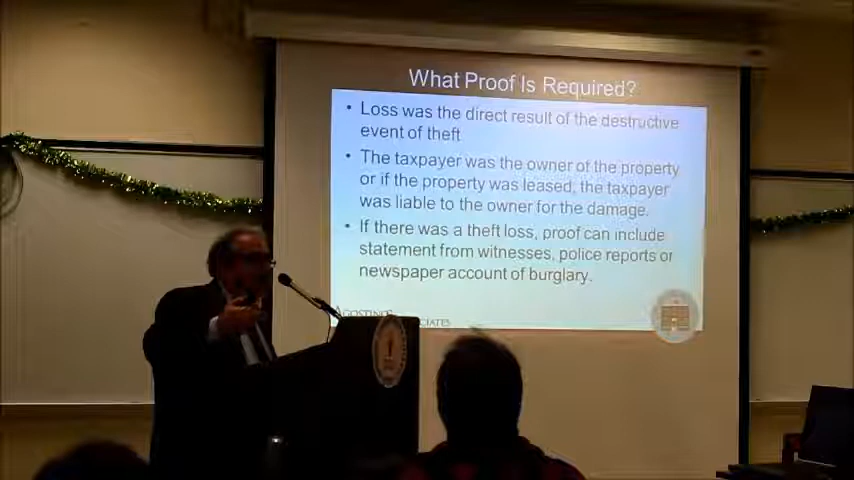 What Proof Is Required?
• Loss was the direct result of the destructive
event of theft
• The taxpayer was the owner of the property
or if the property was leased, the taxpayer
was liable to the owner for the damage.
• If there was a theft loss, proof can include
statement from witnesses, police reports or
newspaper account of burglary.
AGOSTINO
CIATES